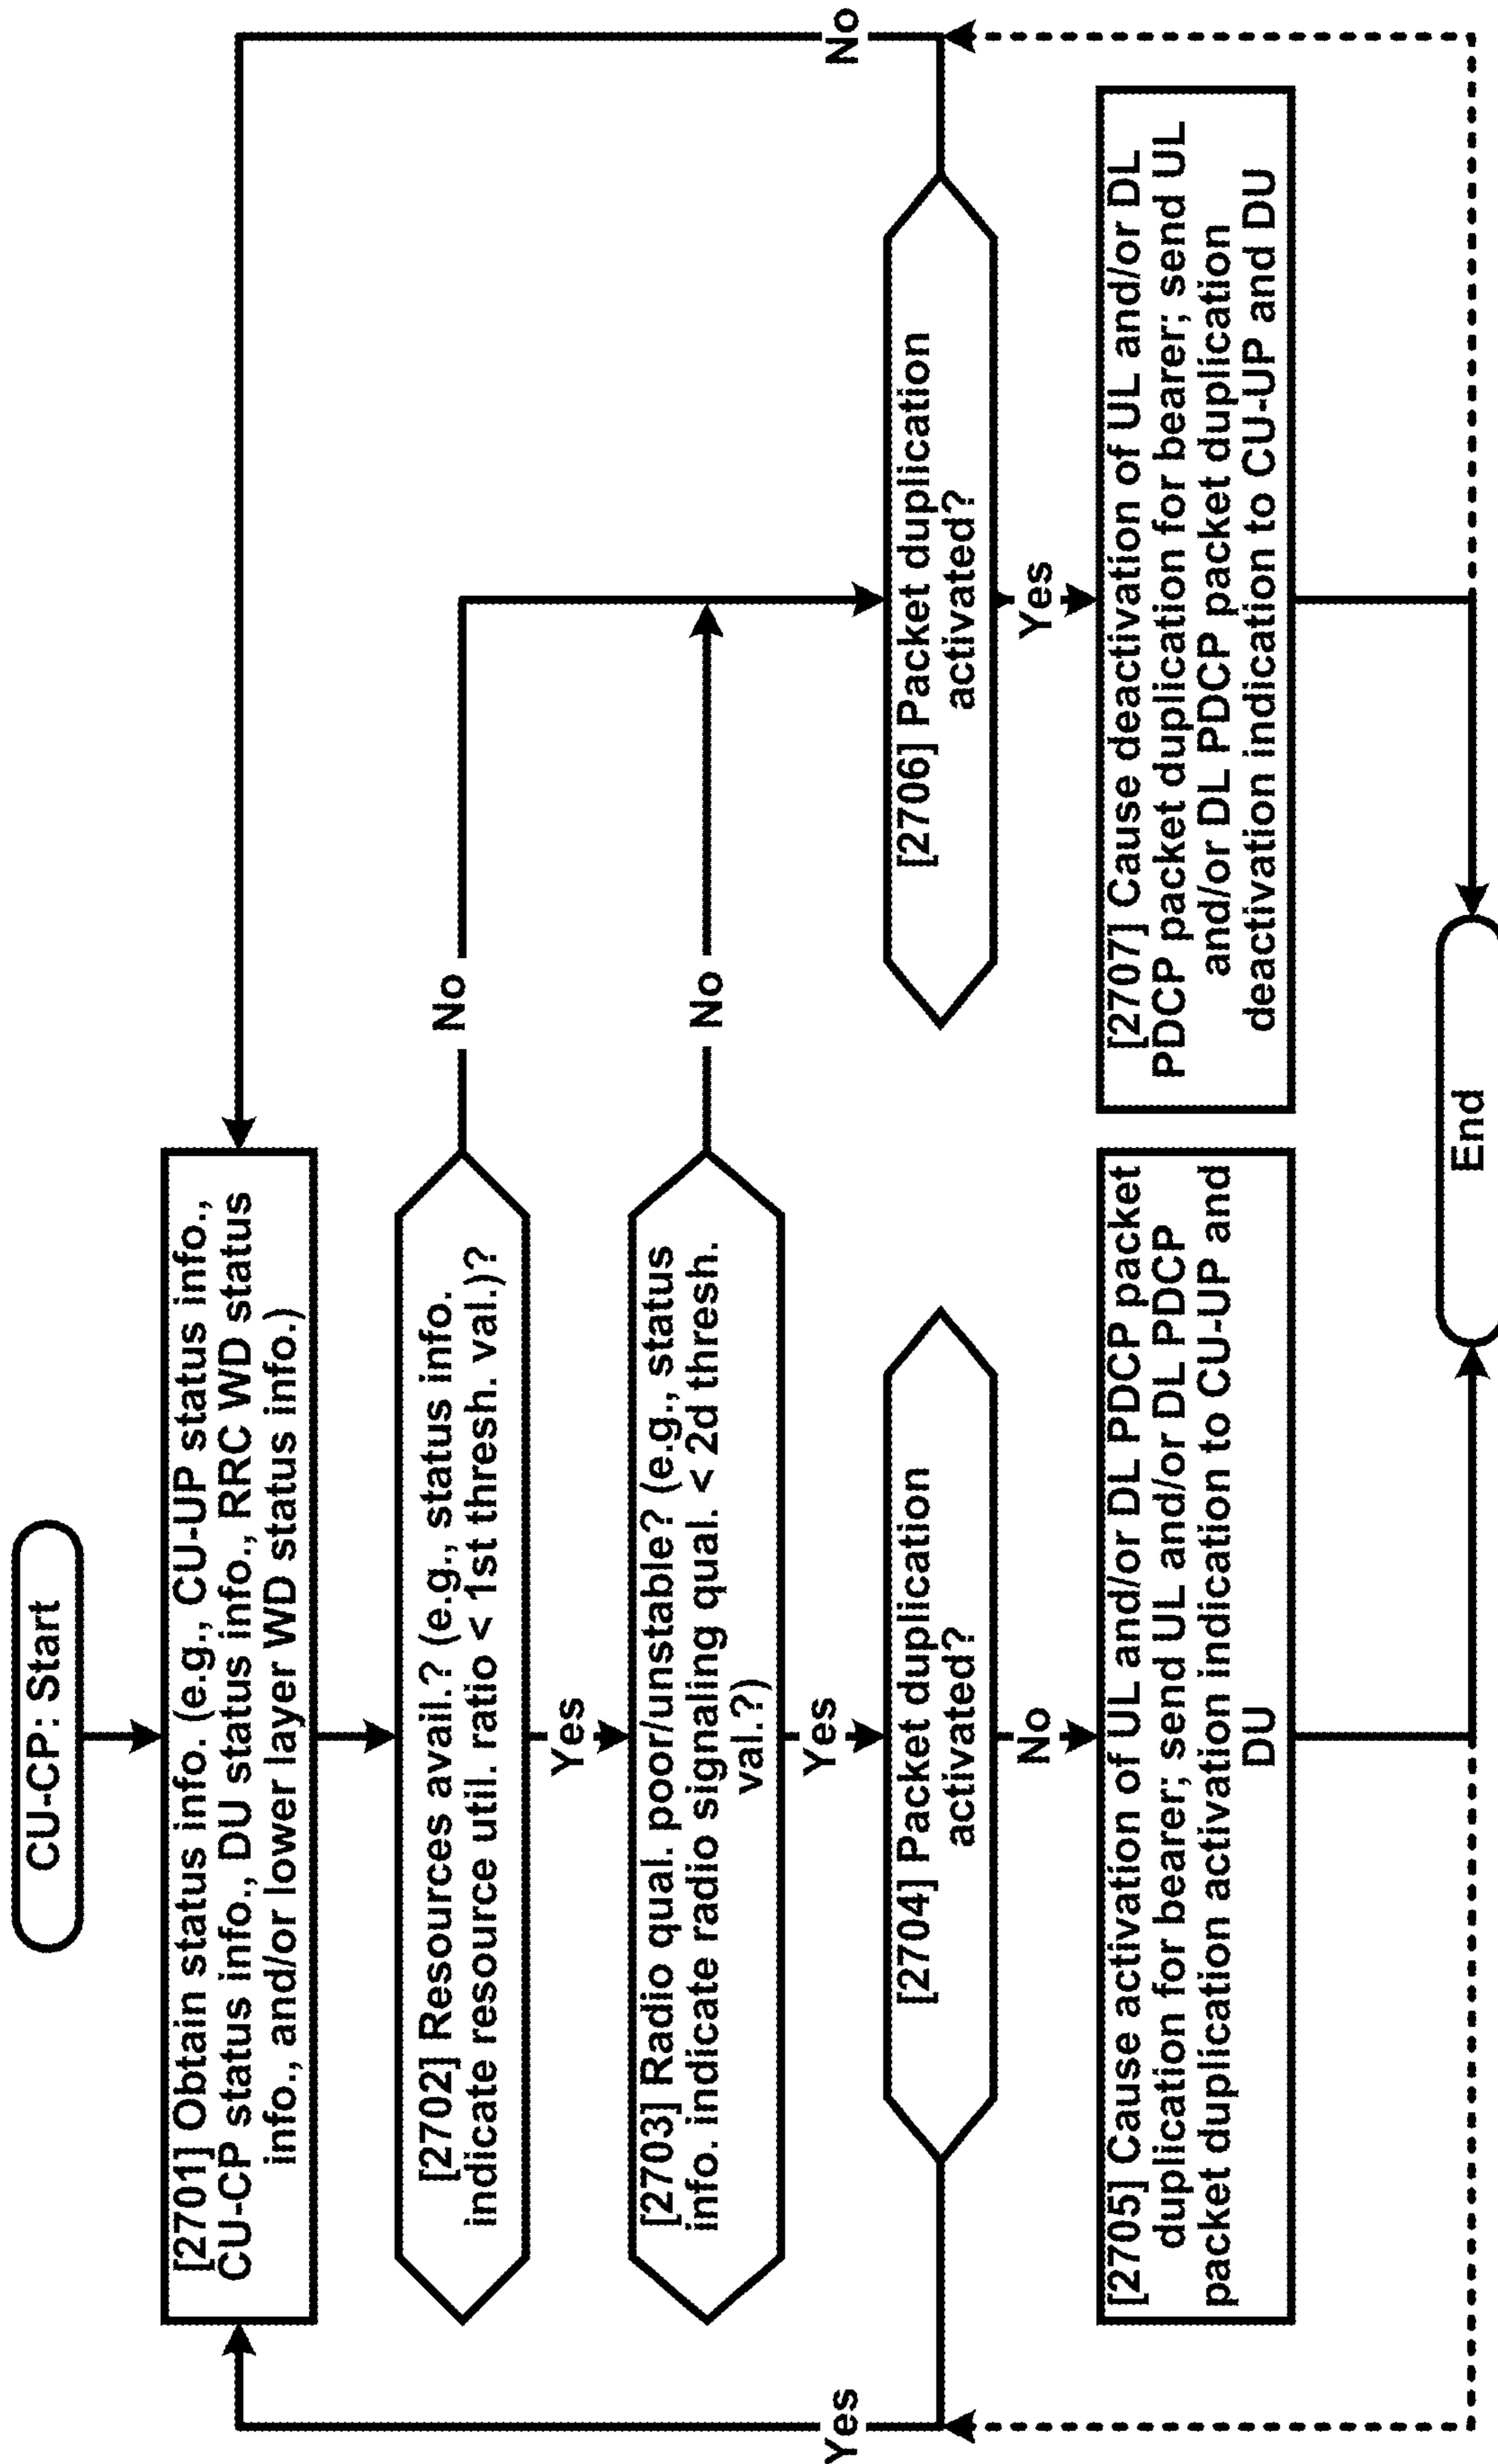 CU-CP: Start
[2701] Obtain status info. (e.g., CU-UP status info.,
CU-CP status info., DU status info., RRC WD status
info., and/or lower layer WD status info.)
[2702] Resources avail.? (e.g., status info.
indicate resource util. ratio < 1st thresh. val.)?
No
Yes
[2703] Radio qual. poor/unstable? (e.g., status
info. indicate radio signaling qual. < 2d thresh.
val.?)
No
Yes
[2704] Packet duplication
activated?
Yes
No
[2705] Cause activation of UL and/or DL PDCP packet
duplication for bearer; send UL and/or DL PDCP
packet duplication activation indication to CU-UP and
DU
[2706] Packet duplication
activated?
No
Yes
[2707] Cause deactivation of UL and/or DL
PDCP packet duplication for bearer; send UL
and/or DL PDCP packet duplication
deactivation indication to CU-UP and DU
End